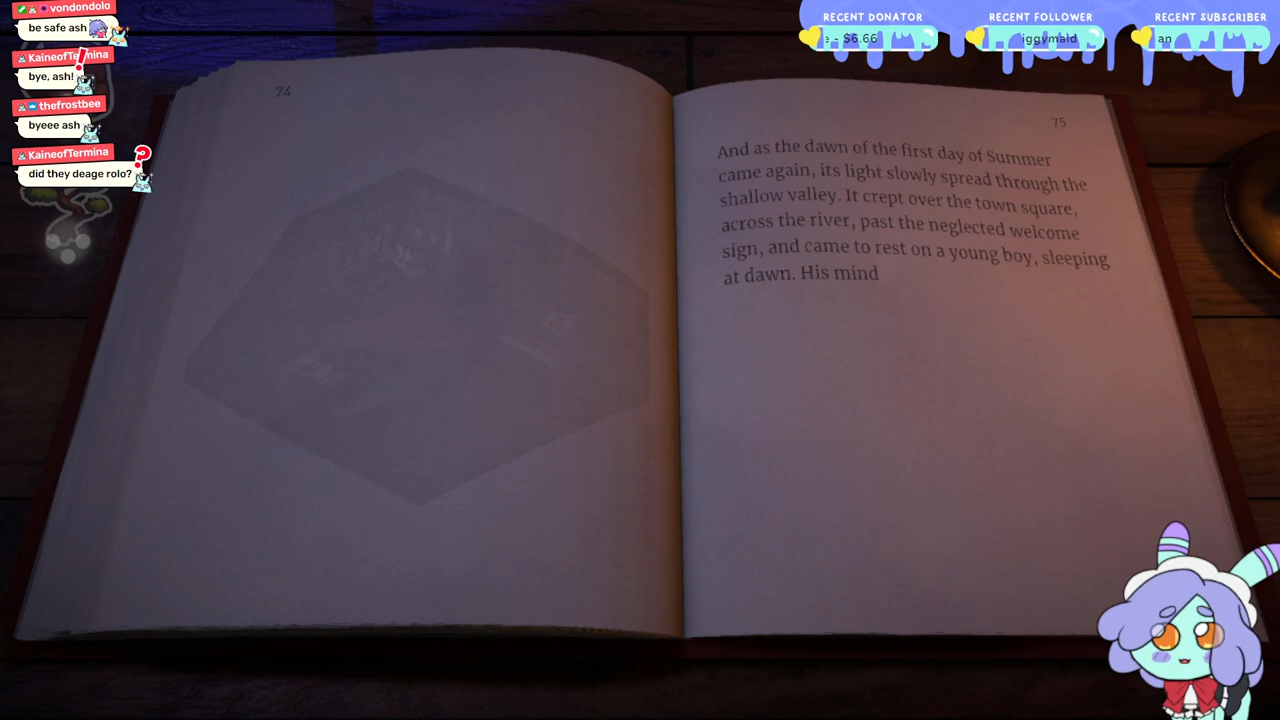 vondondolo
be safe ash
KaineofTermina
bye, ash!
thefrostbee
byeee ash
KaineofTermina
did they deage rolo?
RECENT DONATOR
e - $6.66
RECENT FOLLOWER
iggymald
RECENT SUBSCRIBER
an
74
75
And as the dawn of the first day of Summer
came again, its light slowly spread through the
shallow valley. It crept over the town square,
across the river, past the neglected welcome
sign, and came to rest on a young boy, sleeping
at dawn. His mind